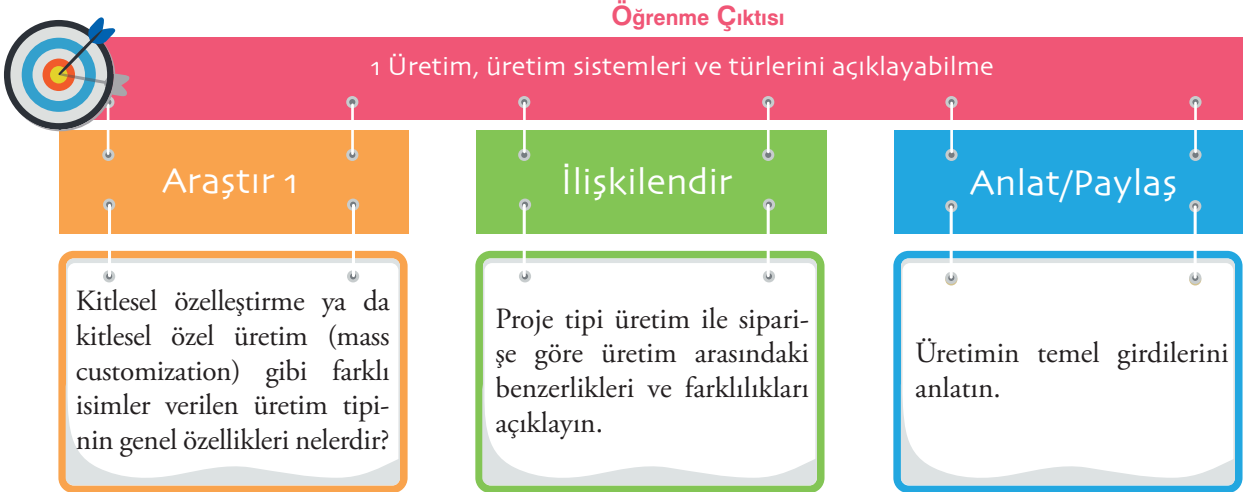 Öğrenme Çıktısı
1 Üretim, üretim sistemleri ve türlerini açıklayabilme
Araştır 1
Kitlesel özelleştirme ya da
kitlesel özel üretim (mass
customization) gibi farklı
isimler verilen üretim tipi-
nin genel özellikleri nelerdir?
İlişkilendir
Proje tipi üretim ile sipari-
şe göre üretim arasındaki
benzerlikleri ve farklılıkları
açıklayın.
Anlat/Paylaş
Üretimin temel girdilerini
anlatın.